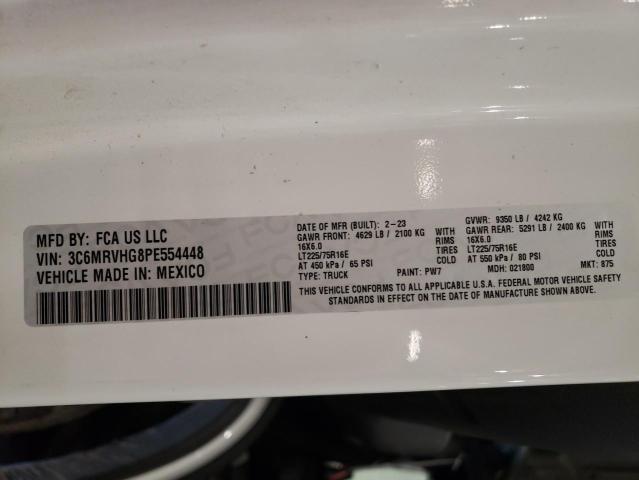 MFD BY: FCA US LLC
VIN: 3C6MRVHG8PE554448
VEHICLE MADE IN: MEXICO
DATE OF MFR (BUILT): 2-23 GVWR: 9350 LB / 4242 KG
GAWR FRONT: 4629 LB / 2100 KG WITH GAWR REAR: 5291 LB / 2400 KG WITH
16X6.0 RIMS 16X6.0 RIMS
LT225/75R16E TIRES LT225/75R16E TIRES
AT 450 kPa / 65 PSI COLD AT 550 kPa / 80 PSI COLD
TYPE: TRUCK PAINT: PW7 MDH: 021800 MKT: 875
THIS VEHICLE CONFORMS TO ALL APPLICABLE U.S.A. FEDERAL MOTOR VEHICLE SAFETY
STANDARDS IN EFFECT ON THE DATE OF MANUFACTURE SHOWN ABOVE.